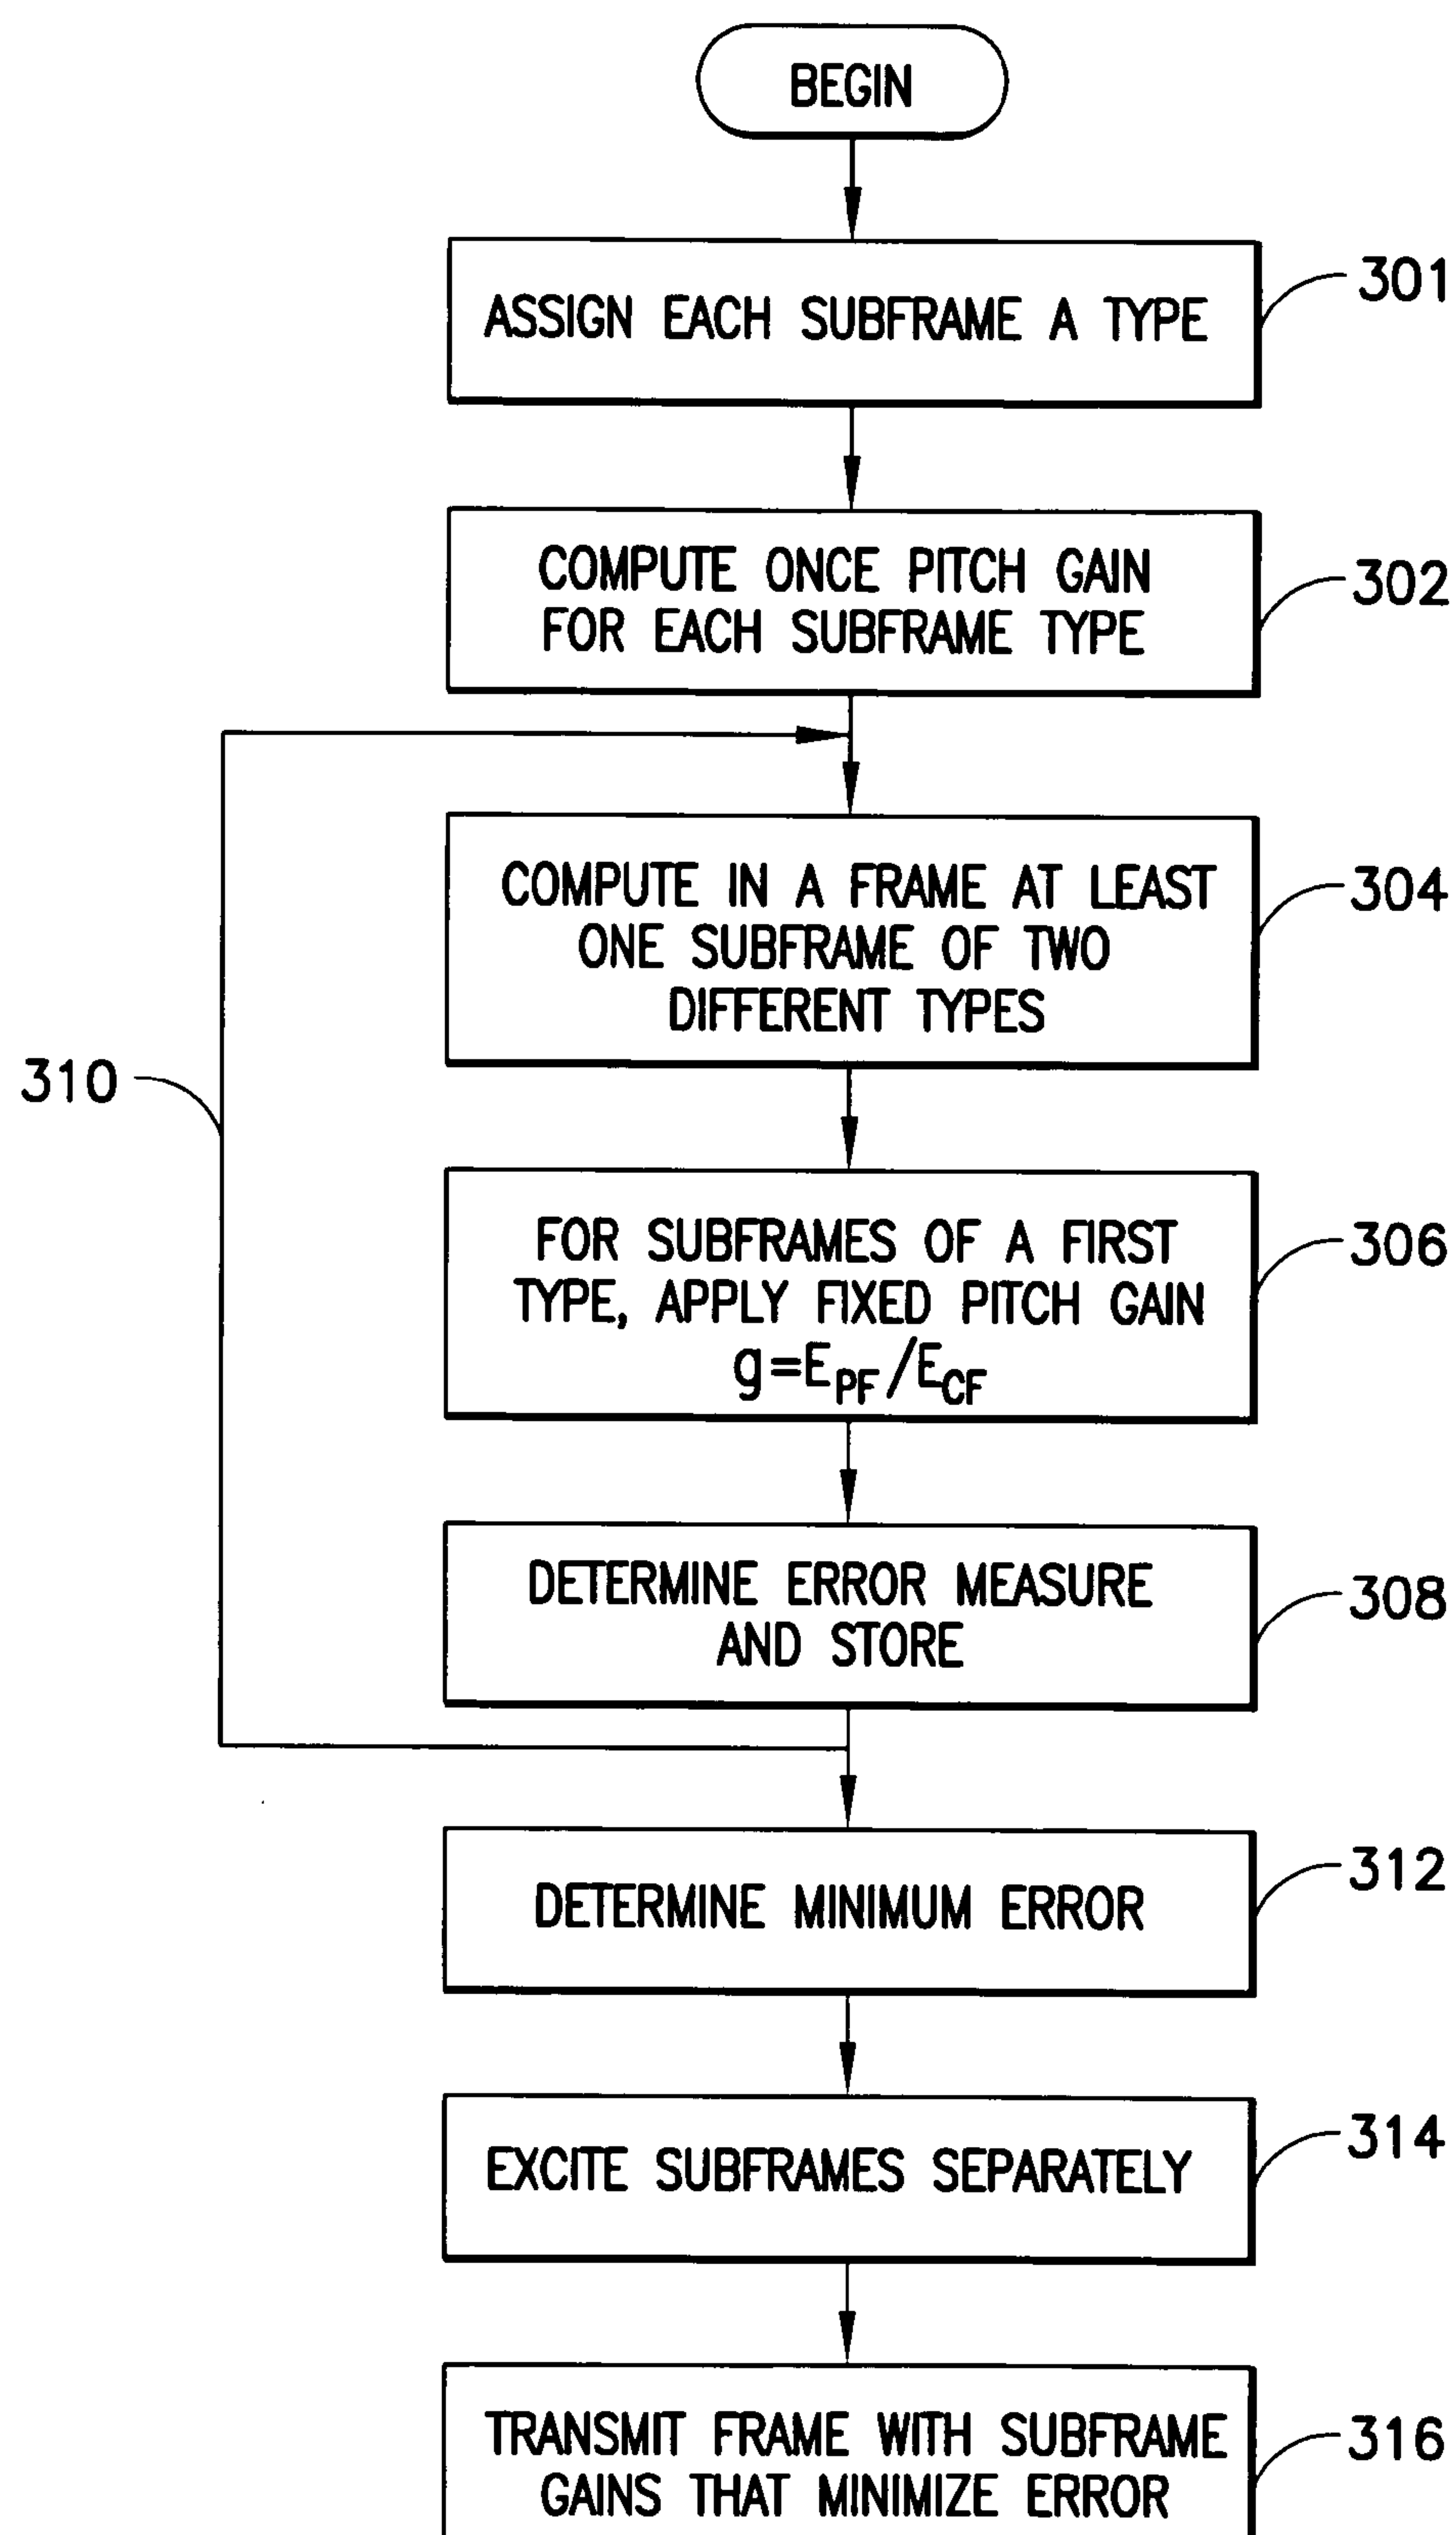 BEGIN
ASSIGN EACH SUBFRAME A TYPE
301
COMPUTE ONCE PITCH GAIN
FOR EACH SUBFRAME TYPE
302
COMPUTE IN A FRAME AT LEAST
ONE SUBFRAME OF TWO
DIFFERENT TYPES
304
310
FOR SUBFRAMES OF A FIRST
TYPE, APPLY FIXED PITCH GAIN
g=E_PF/E_CF
306
DETERMINE ERROR MEASURE
AND STORE
308
DETERMINE MINIMUM ERROR
312
EXCITE SUBFRAMES SEPARATELY
314
TRANSMIT FRAME WITH SUBFRAME
GAINS THAT MINIMIZE ERROR
316